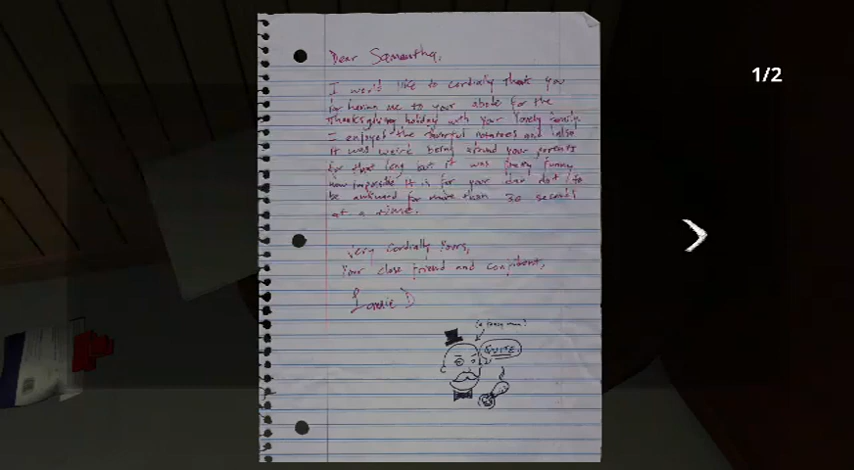 1/2
Dear Samantha,
I would like to cordially thank you
for having me to your abode for the
Thanksgiving holiday with your lovely family.
I enjoyed the flavorful potatoes and also
it was weird being around your parents
for that long but it was funny
how impossible it is for your dad not to
be awkward for more than 30 seconds
at a time.
Very Cordially Yours,
Your close friend and confidant,
Lonnie D
QUITE!